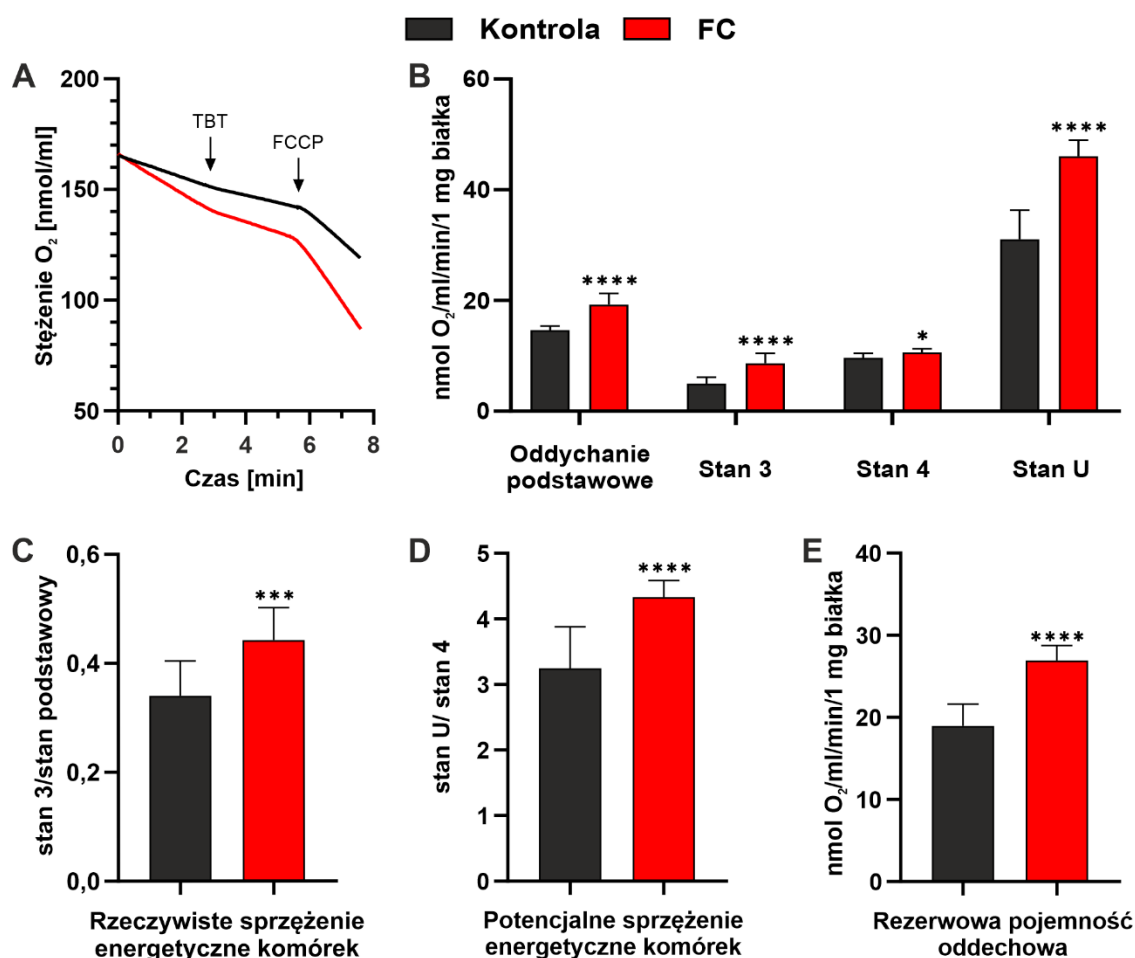 Kontrola FC
A
200
150
100
50
Stężenie O₂ [nmol/ml]
TBT
FCCP
0 2 4 6 8
Czas [min]
B
60
40
20
0
nmol O₂/ml/min/1 mg białka
****
****
*
****
Oddychanie
podstawowe
Stan 3
Stan 4
Stan U
C
0,6
0,4
0,2
0,0
stan 3/stan podstawowy
***
Rzeczywiste sprzężenie
energetyczne komórek
D
5
4
3
2
1
0
stan U/ stan 4
****
Potencjalne sprzężenie
energetyczne komórek
E
40
30
20
10
0
nmol O₂/ml/min/1 mg białka
****
Rezerwowa pojemność
oddechowa